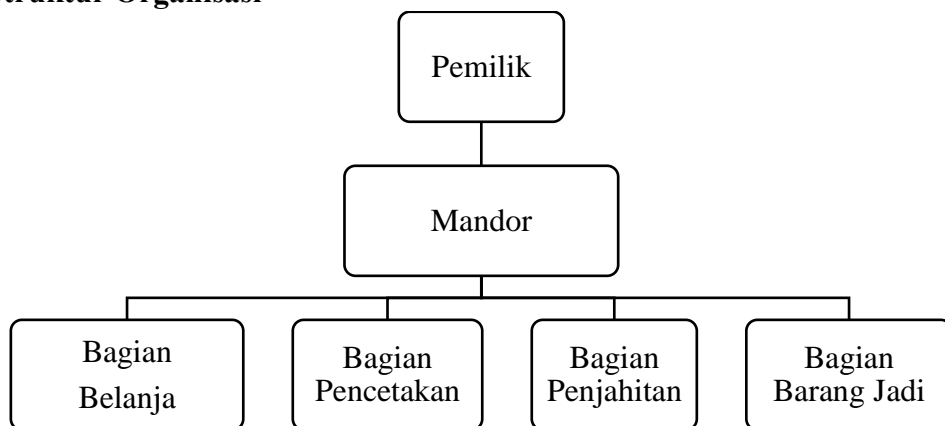 Struktur Organisasi
Pemilik
Mandor
Bagian
Belanja
Bagian
Pencetakan
Bagian
Penjahitan
Bagian
Barang Jadi